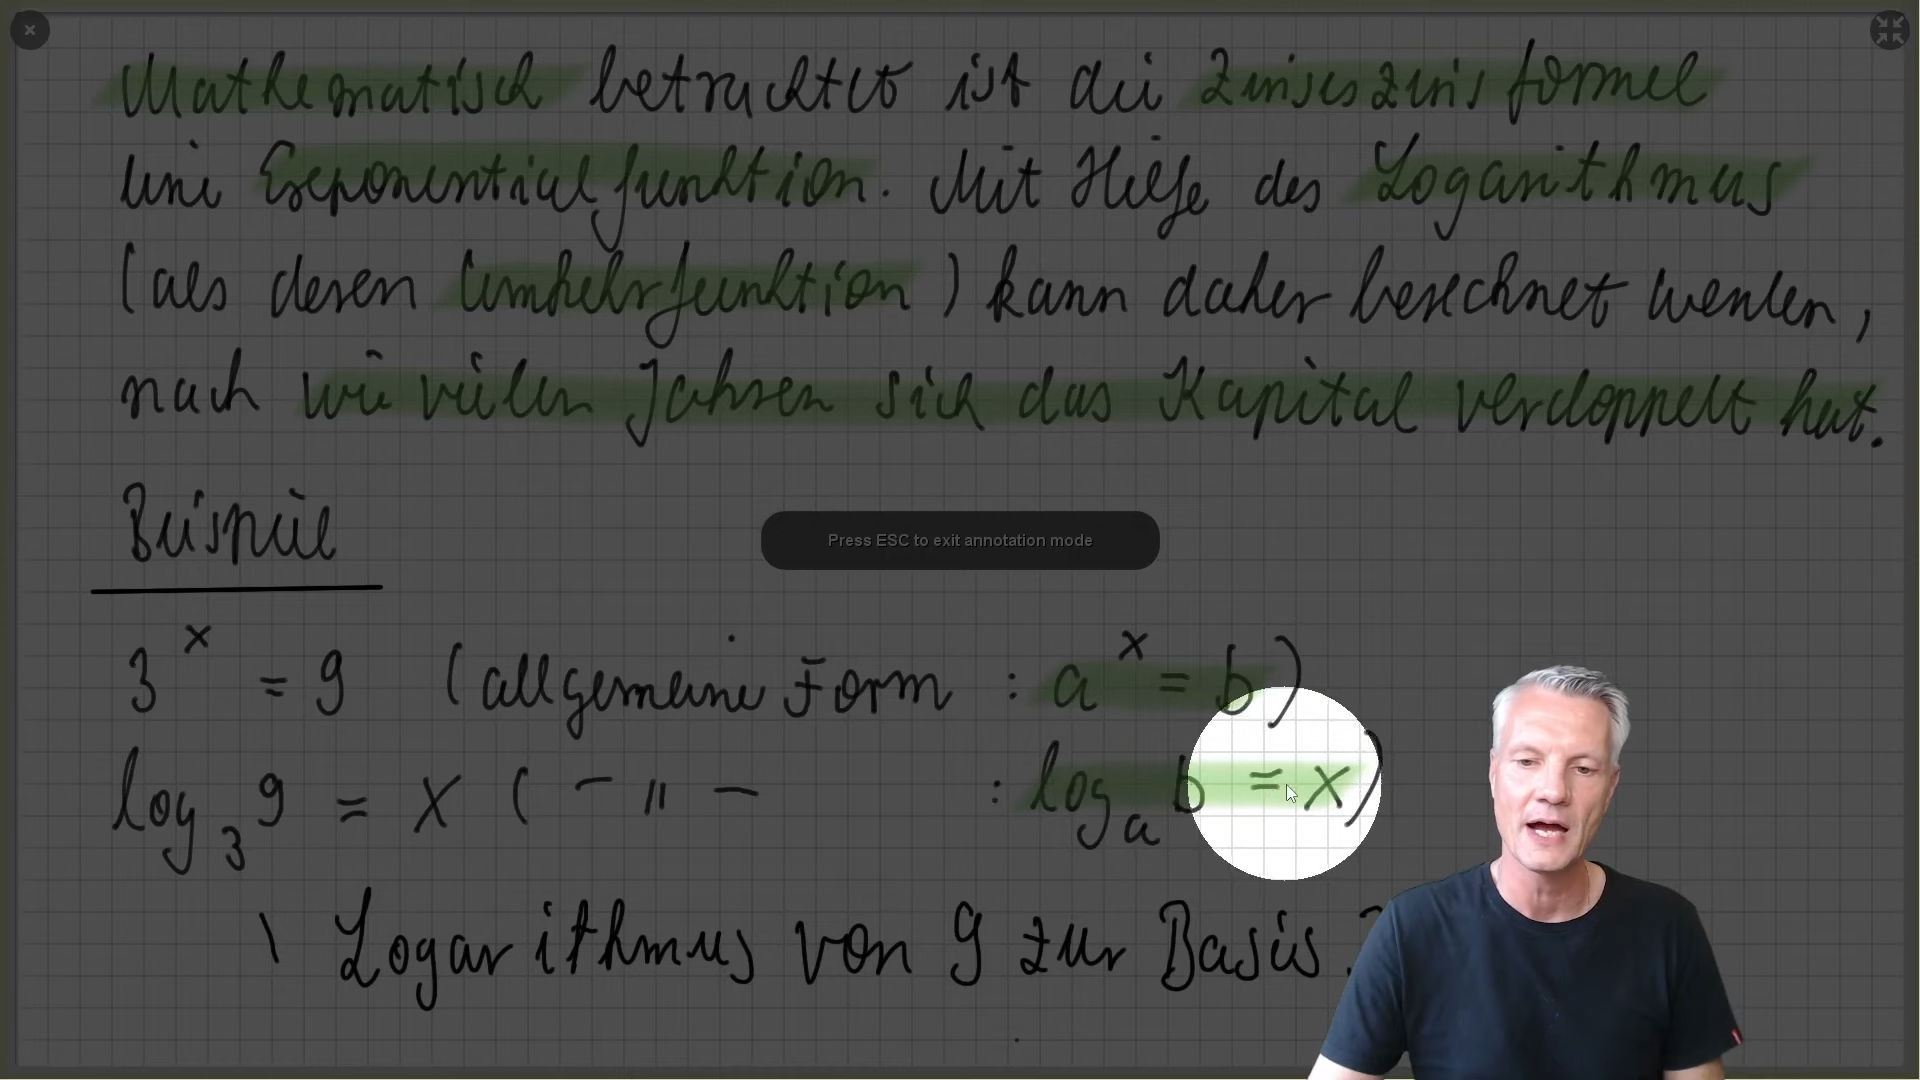 Mathematisch betrachtet ist die Zinseszinsformel
eine Exponentialfunktion. Mit Hilfe des Logarithmus
(als deren Umkehrfunktion) kann daher berechnet werden,
nach wie vielen Jahren sich das Kapital verdoppelt hat.
Beispiel
Press ESC to exit annotation mode
3^x = 9 (allgemeine Form : a^x = b)
log_3 9 = x ( - " - : log_a b = x)
\ Logarithmus von 9 zur Basis